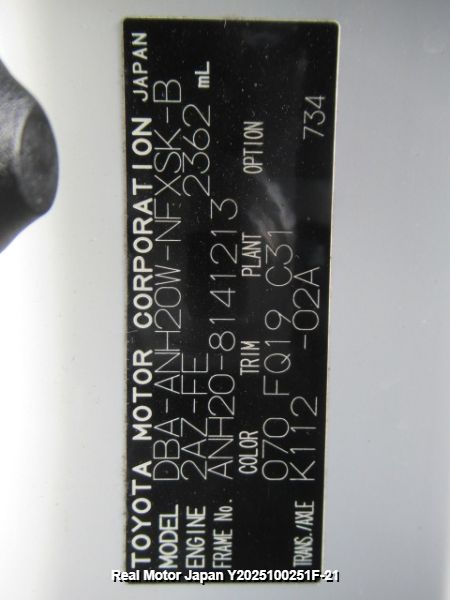 TOYOTA MOTOR CORPORATION JAPAN
MODEL DBA-ANH20W-NFXSK-B
ENGINE 2AZ-FE 2362 mL
FRAME No. ANH20-8141213
COLOR TRIM PLANT OPTION
070 FQ19 C31
TRANS./AXLE K112 -02A 734
Real Motor Japan Y2025100251F-21